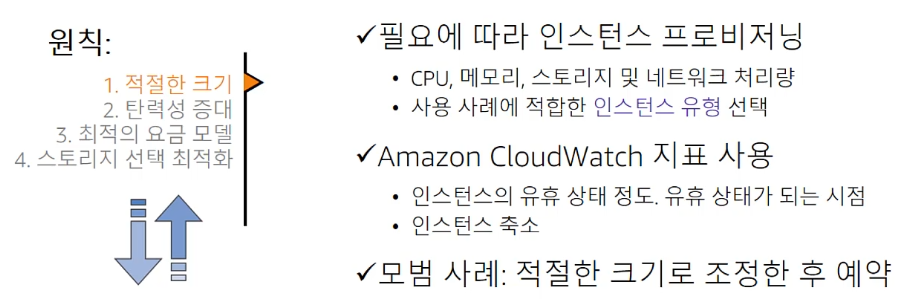 원칙:
1. 적절한 크기
2. 탄력성 증대
3. 최적의 요금 모델
4. 스토리지 선택 최적화
✓필요에 따라 인스턴스 프로비저닝
• CPU, 메모리, 스토리지 및 네트워크 처리량
• 사용 사례에 적합한 인스턴스 유형 선택
✓Amazon CloudWatch 지표 사용
• 인스턴스의 유휴 상태 정도. 유휴 상태가 되는 시점
• 인스턴스 축소
✓모범 사례: 적절한 크기로 조정한 후 예약